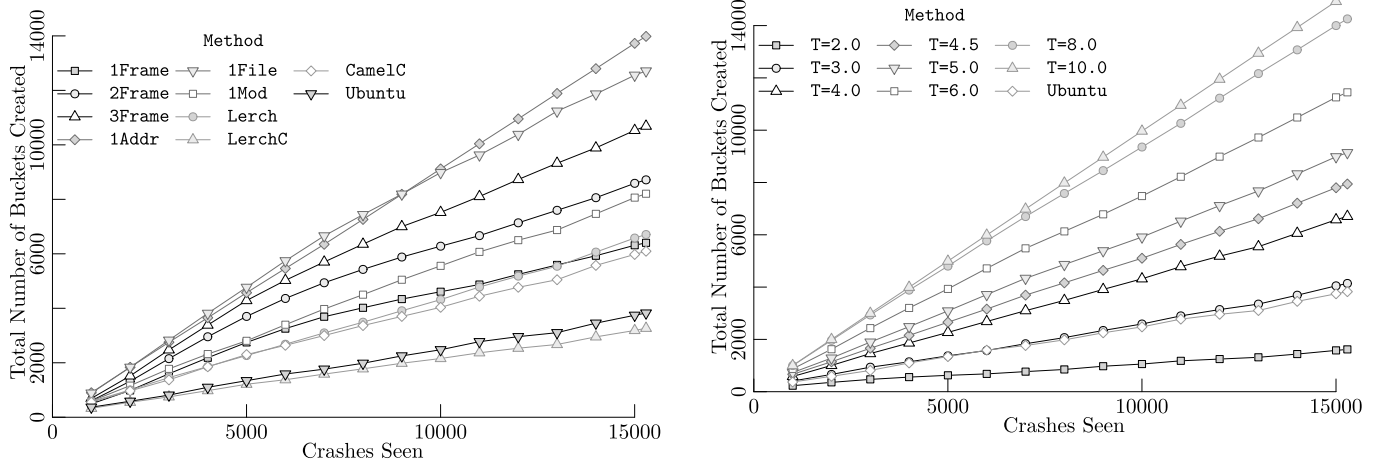 Total Number of Buckets Created
0 2000 6000 10000 14000
Method
1Frame 1File CamelC
2Frame 1Mod Ubuntu
3Frame Lerch
1Addr LerchC
0 5000 10000 15000
Crashes Seen
Total Number of Buckets Created
0 2000 6000 10000 14000
Method
T=2.0 T=4.5 T=8.0
T=3.0 T=5.0 T=10.0
T=4.0 T=6.0 Ubuntu
0 5000 10000 15000
Crashes Seen